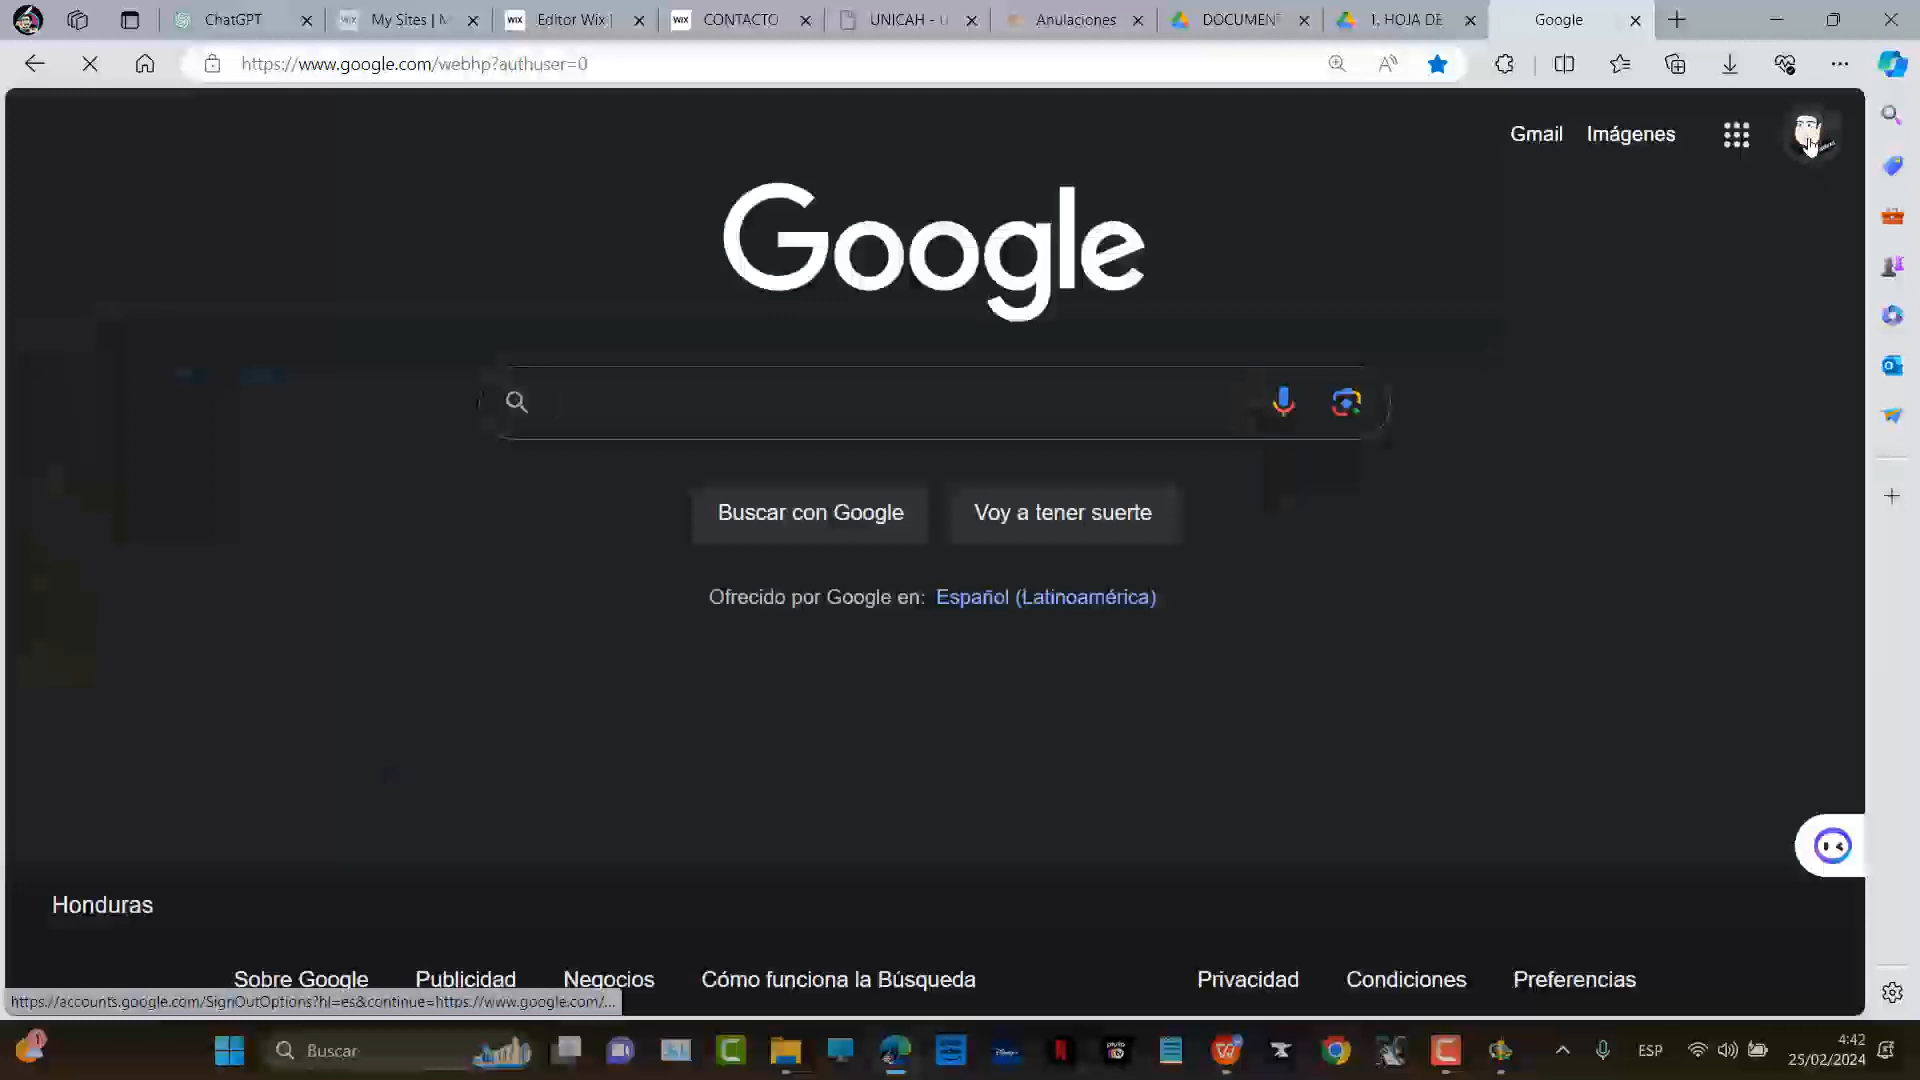 ChatGPT
My Sites | M
Editor Wix |
CONTACTO
UNICAH - u
Anulaciones
DOCUMEN
1. HOJA DE
Google
https://www.google.com/webhp?authuser=0
Gmail Imágenes
Google
Buscar con Google
Voy a tener suerte
Ofrecido por Google en: Español (Latinoamérica)
Honduras
Sobre Google Publicidad Negocios Cómo funciona la Búsqueda Privacidad Condiciones Preferencias
https://accounts.google.com/SignOutOptions?hl=es&continue=https://www.google.com/...
Buscar
ESP
4:42
25/02/2024